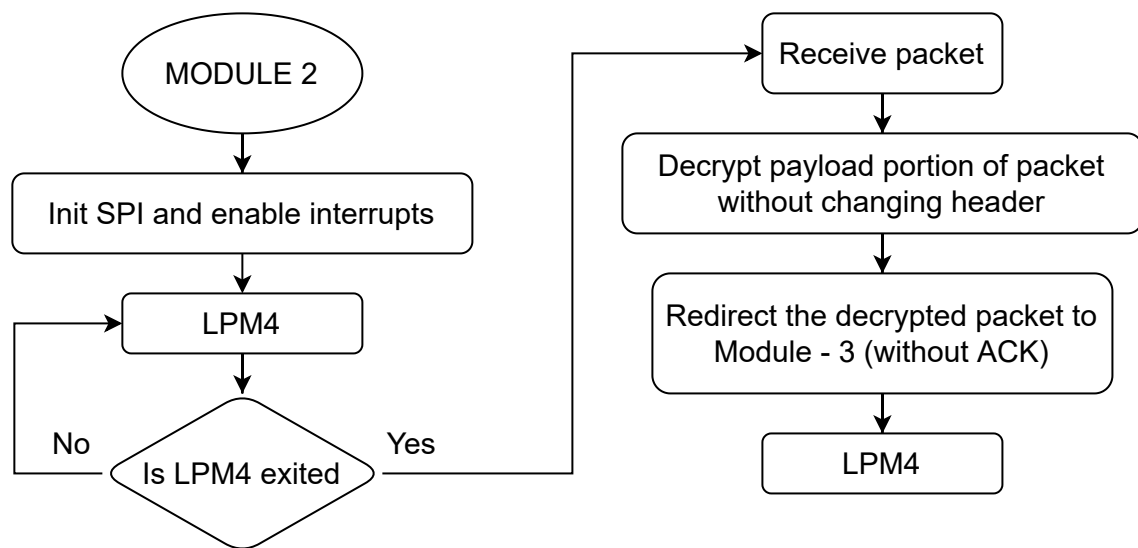 MODULE 2
Init SPI and enable interrupts
LPM4
No
Yes
Is LPM4 exited
Receive packet
Decrypt payload portion of packet
without changing header
Redirect the decrypted packet to
Module - 3 (without ACK)
LPM4